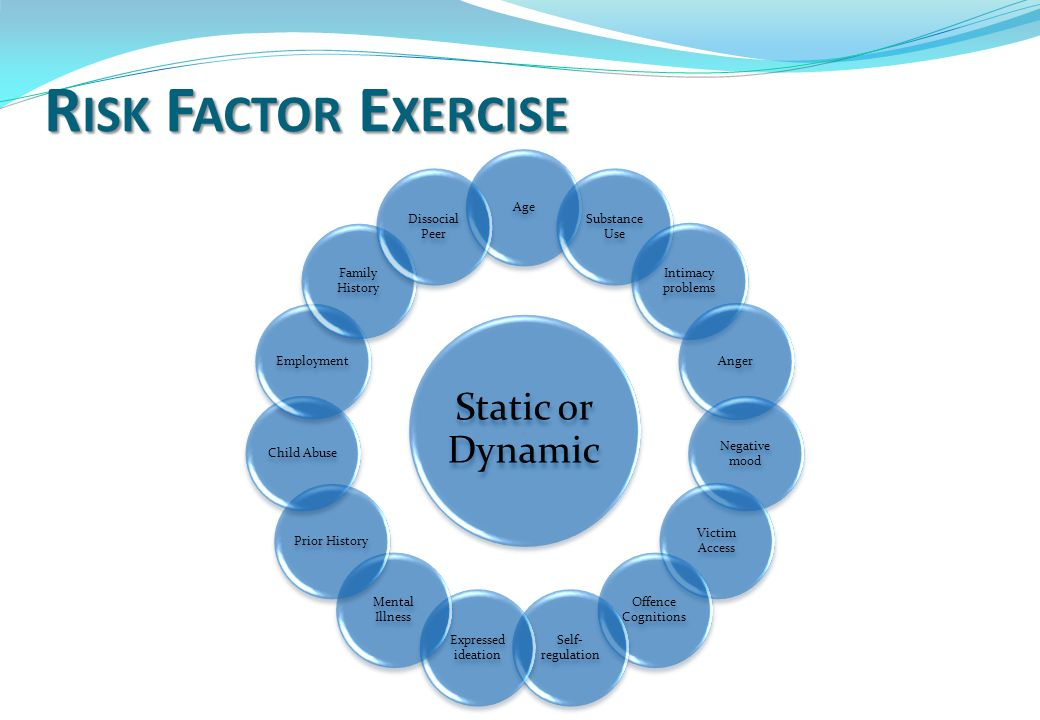 RISK FACTOR EXERCISE
Age
Substance
Use
Intimacy
problems
Anger
Negative
mood
Victim
Access
Offence
Cognitions
Self-
regulation
Expressed
ideation
Mental
Illness
Prior History
Child Abuse
Employment
Family
History
Dissocial
Peer
Static or
Dynamic